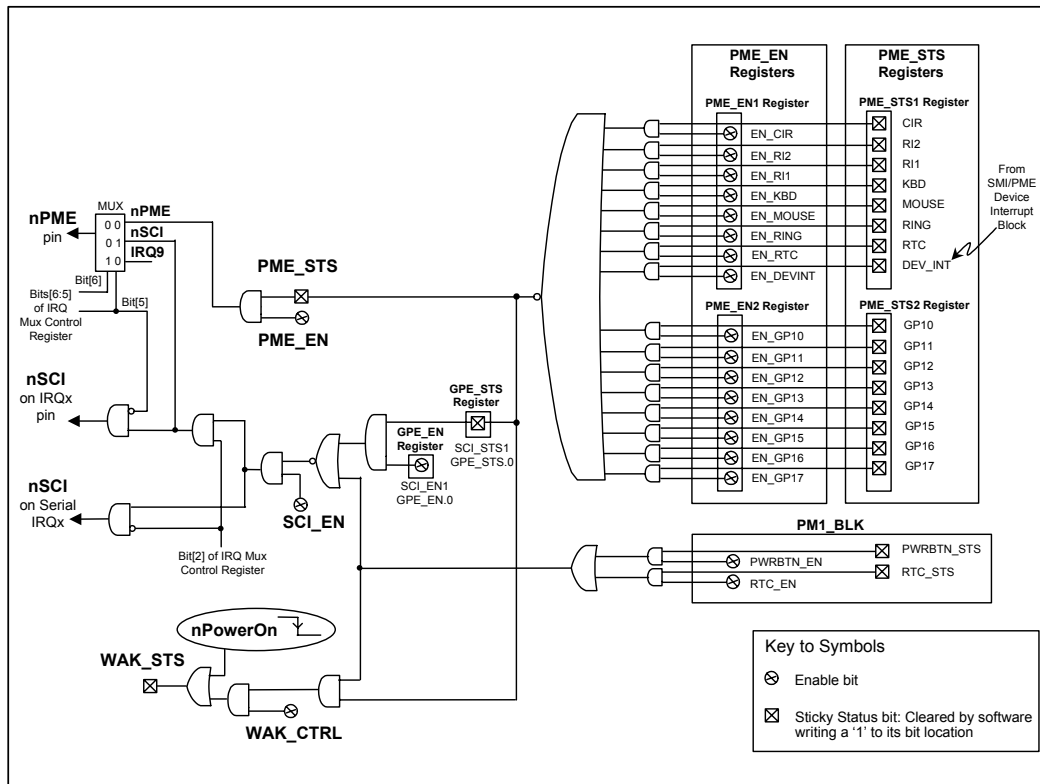 PME_EN
Registers
PME_STS
Registers
PME_EN1 Register
PME_STS1 Register
CIR
EN_CIR
RI2
EN_RI2
RI1
EN_RI1
KBD
EN_KBD
MOUSE
EN_MOUSE
RING
EN_RING
RTC
EN_RTC
DEV_INT
EN_DEVINT
From
SMI/PME
Device
Interrupt
Block
PME_EN2 Register
PME_STS2 Register
GP10
EN_GP10
GP11
EN_GP11
GP12
EN_GP12
GP13
EN_GP13
GP14
EN_GP14
GP15
EN_GP15
GP16
EN_GP16
GP17
EN_GP17
MUX
nPME
pin
0 0
nPME
0 1
nSCI
1 0
IRQ9
Bit[6]
Bits[6:5]
of IRQ
Mux Control
Register
Bit[5]
PME_STS
PME_EN
nSCI
on IRQx
pin
GPE_STS
Register
GPE_EN
Register
SCI_STS1
GPE_STS.0
SCI_EN1
GPE_EN.0
nSCI
on Serial
IRQx
SCI_EN
Bit[2] of IRQ Mux
Control Register
PM1_BLK
PWRBTN_STS
PWRBTN_EN
RTC_STS
RTC_EN
nPowerOn
WAK_STS
WAK_CTRL
Key to Symbols
Enable bit
Sticky Status bit: Cleared by software
writing a ‘1’ to its bit location